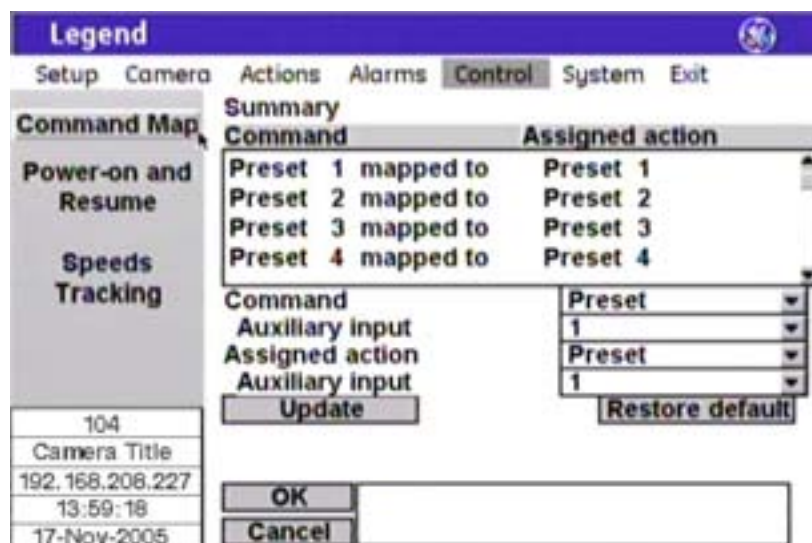 Legend
Setup Camera Actions Alarms Control System Exit
Command Map
Power-on and
Resume
Speeds
Tracking
Summary
Command Assigned action
Preset 1 mapped to Preset 1
Preset 2 mapped to Preset 2
Preset 3 mapped to Preset 3
Preset 4 mapped to Preset 4
Command Preset
Auxiliary input 1
Assigned action Preset
Auxiliary input 1
Update Restore default
104
Camera Title
192.168.208.227
13:59:18
17-Nov-2005
OK
Cancel